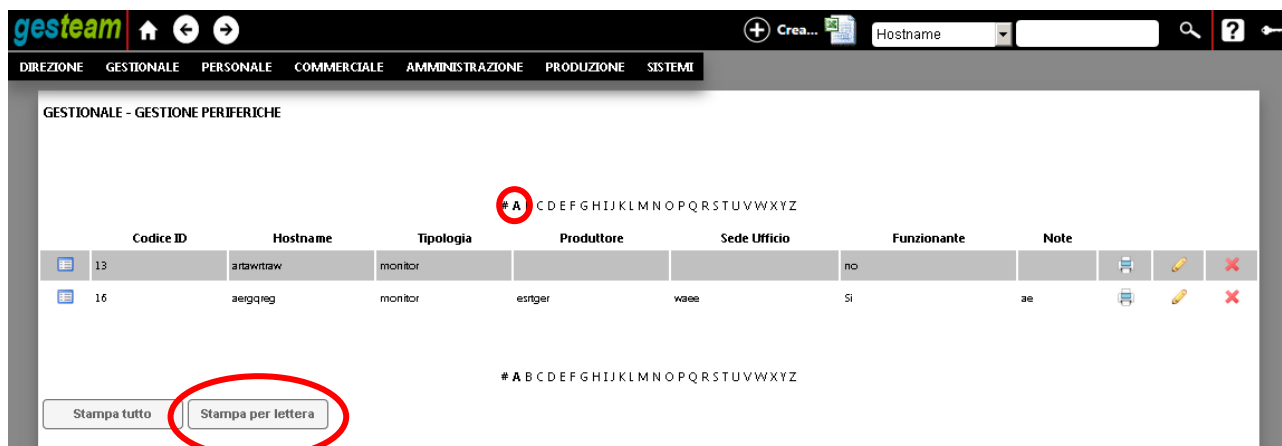 gesteam Crea... Hostname ?
DIREZIONE GESTIONALE PERSONALE COMMERCIALE AMMINISTRAZIONE PRODUZIONE SISTEMI
GESTIONALE - GESTIONE PERIFERICHE
# A C D E F G H I J K L M N O P Q R S T U V W X Y Z
Codice ID Hostname Tipologia Produttore Sede Ufficio Funzionante Note
13 artawrtraw monitor no
16 aergqreg monitor esrtger waee Si ae
# A B C D E F G H I J K L M N O P Q R S T U V W X Y Z
Stampa tutto Stampa per lettera